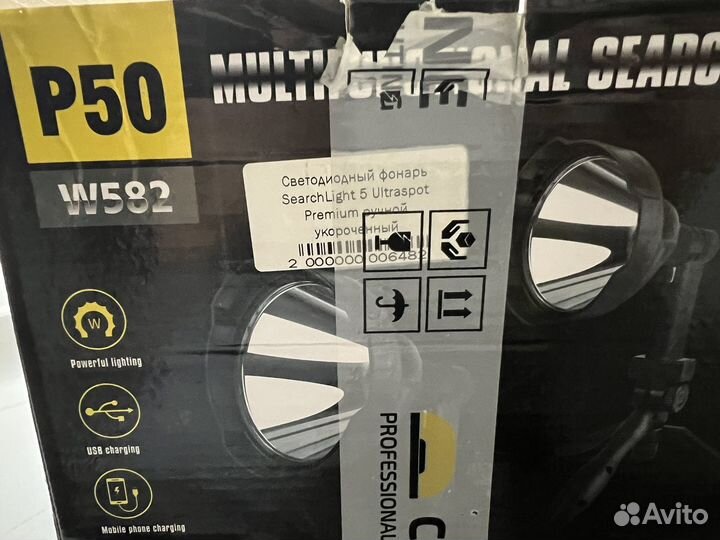 P50
W582
Светодиодный фонарь
SearchLight 5 Ultraspot
Premium ручной
укороченный
2 000000 006482
W
Powerful lighting
USB charging
Mobile phone charging
PROFESSIONAL
Avito